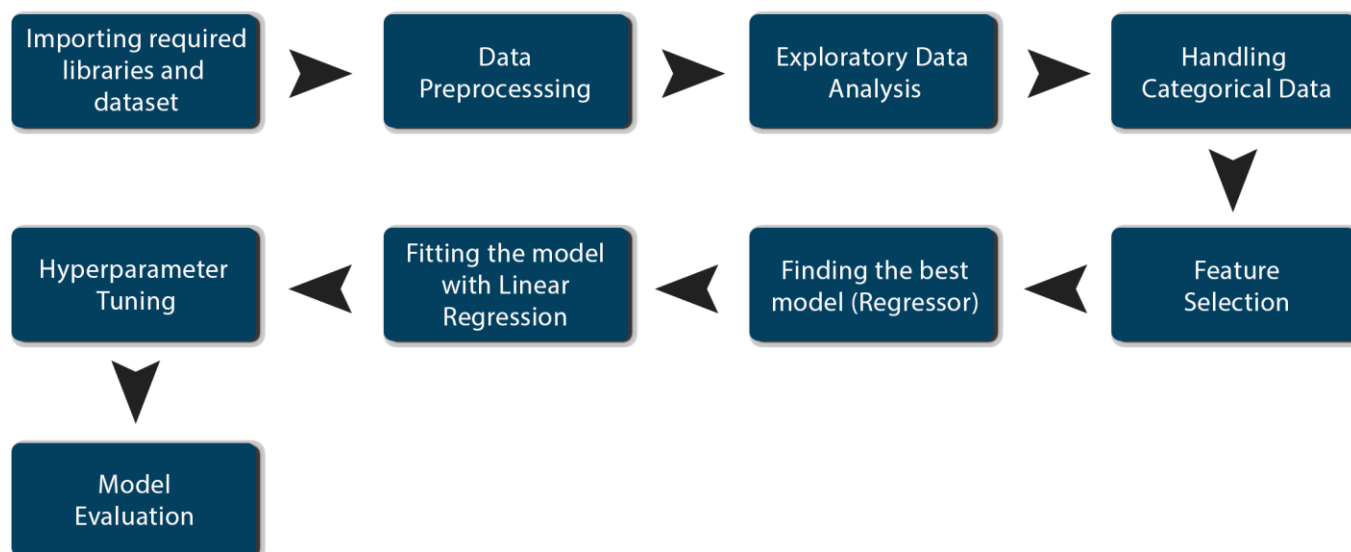 Importing required
libraries and
dataset
Data
Preprocesssing
Exploratory Data
Analysis
Handling
Categorical Data
Feature
Selection
Finding the best
model (Regressor)
Fitting the model
with Linear
Regression
Hyperparameter
Tuning
Model
Evaluation